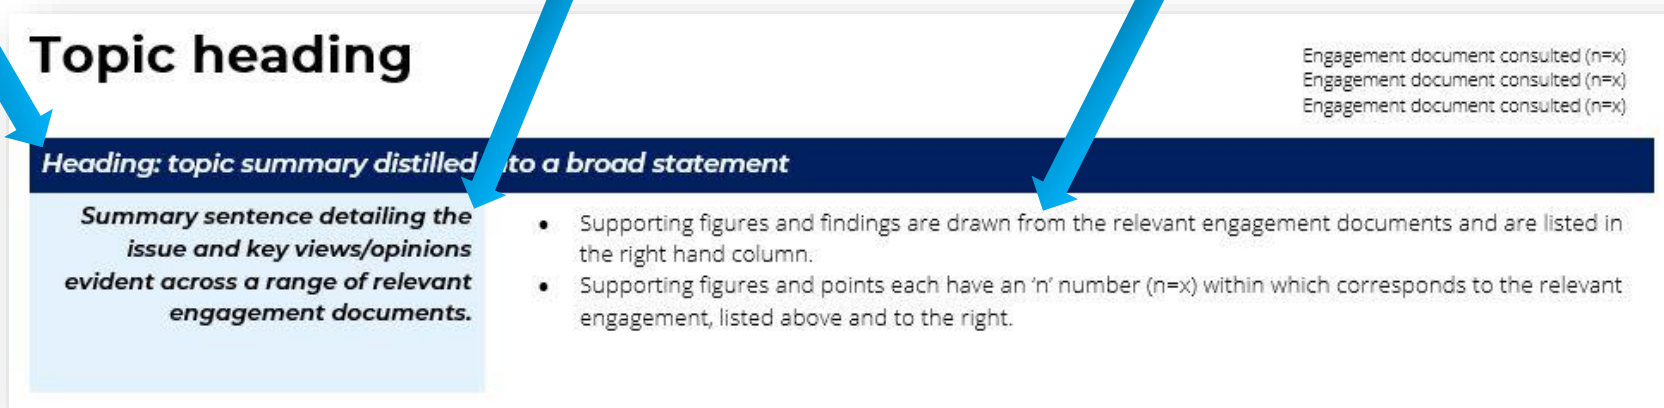 Topic heading
Engagement document consulted (n=x)
Engagement document consulted (n=x)
Engagement document consulted (n=x)
Heading: topic summary distilled to a broad statement
Summary sentence detailing the
issue and key views/opinions
evident across a range of relevant
engagement documents.
• Supporting figures and findings are drawn from the relevant engagement documents and are listed in
the right hand column.
• Supporting figures and points each have an ‘n’ number (n=x) within which corresponds to the relevant
engagement, listed above and to the right.